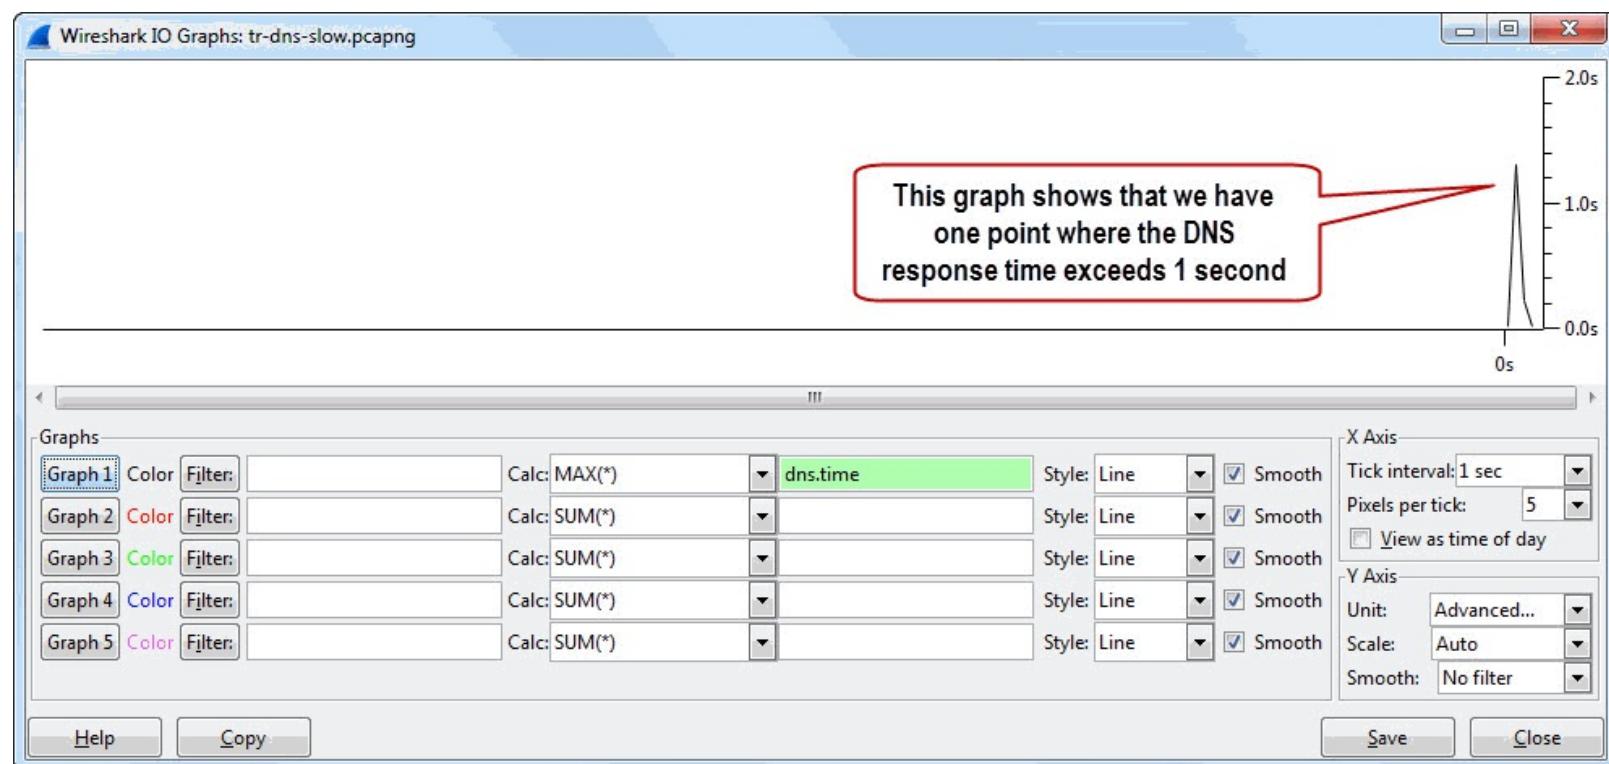 Wireshark IO Graphs: tr-dns-slow.pcapng
2.0s
This graph shows that we have
one point where the DNS
response time exceeds 1 second
1.0s
0.0s
0s
Graphs
Graph 1 Color Filter: Calc: MAX(*) dns.time Style: Line Smooth
Graph 2 Color Filter: Calc: SUM(*) Style: Line Smooth
Graph 3 Color Filter: Calc: SUM(*) Style: Line Smooth
Graph 4 Color Filter: Calc: SUM(*) Style: Line Smooth
Graph 5 Color Filter: Calc: SUM(*) Style: Line Smooth
X Axis
Tick interval: 1 sec
Pixels per tick: 5
View as time of day
Y Axis
Unit: Advanced...
Scale: Auto
Smooth: No filter
Help Copy Save Close